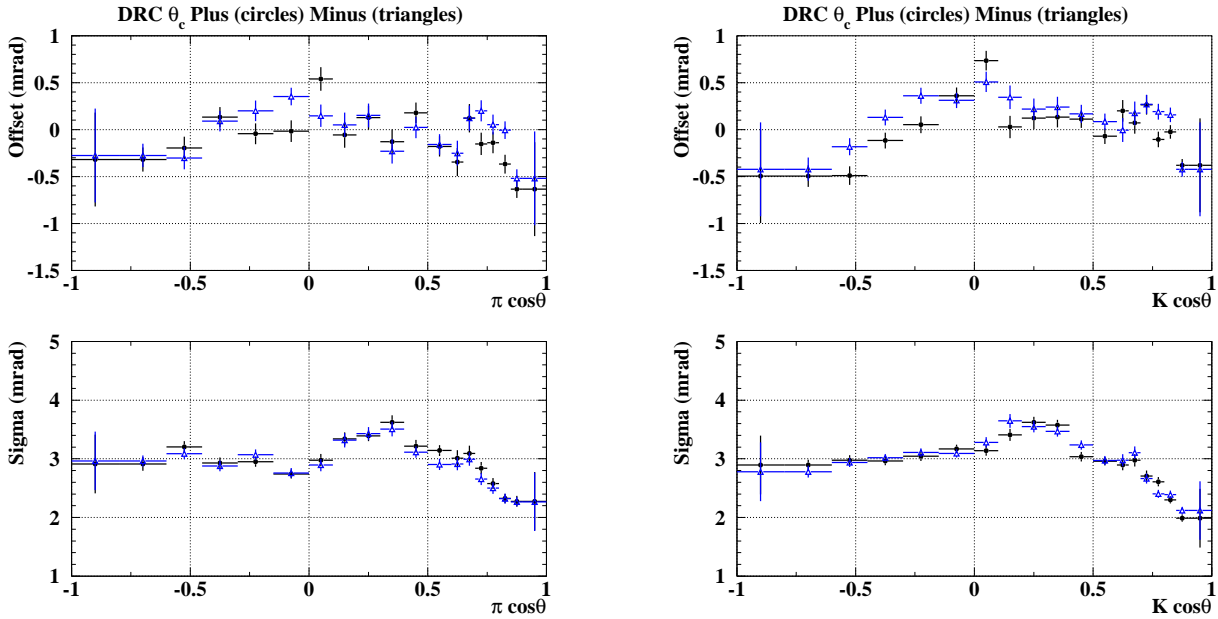 DRC θc Plus (circles) Minus (triangles)
Offset (mrad)
1
0.5
0
-0.5
-1
-1.5
-1 -0.5 0 0.5 1
π cosθ
DRC θc Plus (circles) Minus (triangles)
Offset (mrad)
1
0.5
0
-0.5
-1
-1.5
-1 -0.5 0 0.5 1
K cosθ
Sigma (mrad)
5
4
3
2
1
-1 -0.5 0 0.5 1
π cosθ
Sigma (mrad)
5
4
3
2
1
-1 -0.5 0 0.5 1
K cosθ